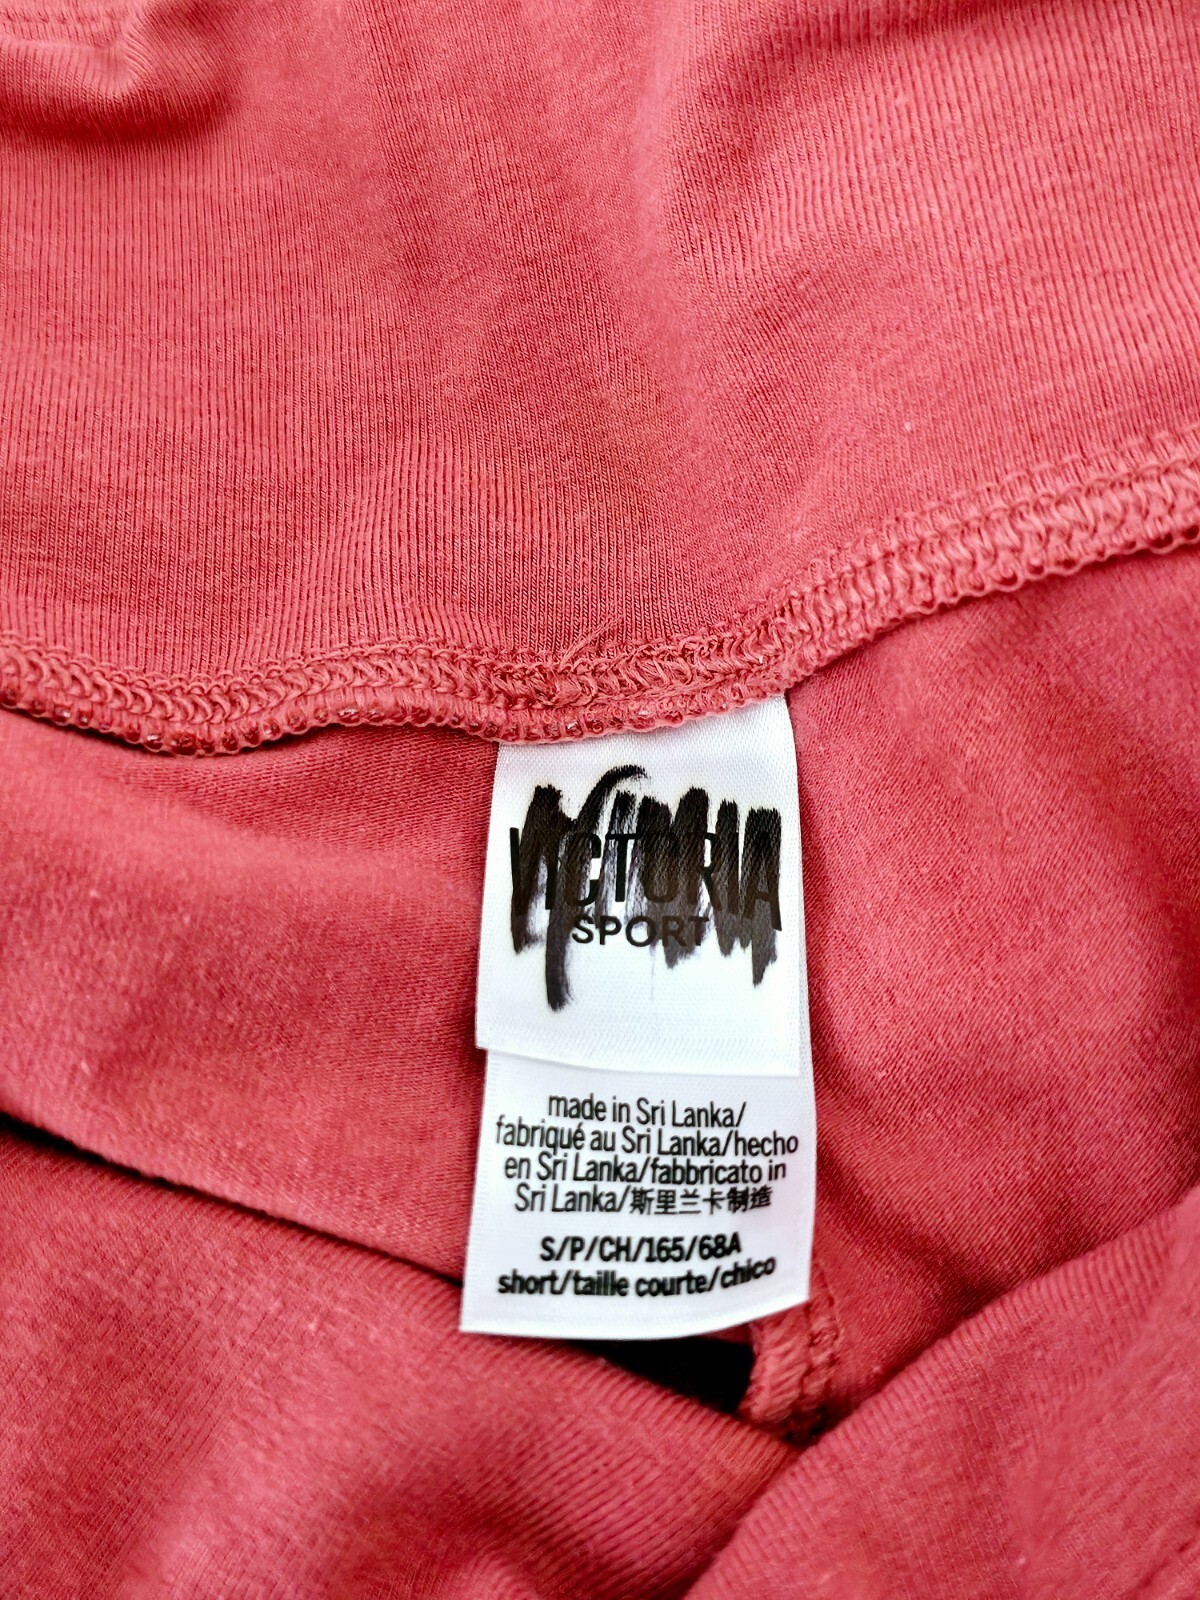 VICTORIA
SPORT
made in Sri Lanka/
fabriqué au Sri Lanka/hecho
en Sri Lanka/fabbricato in
Sri Lanka/斯里兰卡制造
S/P/CH/165/68A
short/taille courte/chico